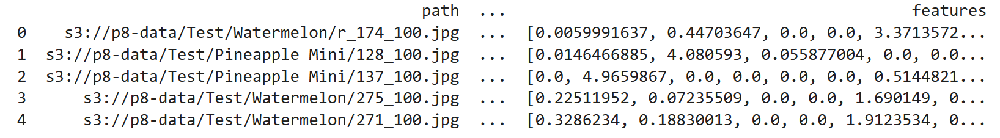 path ... features
0 s3://p8-data/Test/Watermelon/r_174_100.jpg ... [0.0059991637, 0.44703647, 0.0, 0.0, 3.3713572...
1 s3://p8-data/Test/Pineapple Mini/128_100.jpg ... [0.0146466885, 4.080593, 0.055877004, 0.0, 0.0...
2 s3://p8-data/Test/Pineapple Mini/137_100.jpg ... [0.0, 4.9659867, 0.0, 0.0, 0.0, 0.0, 0.5144821...
3 s3://p8-data/Test/Watermelon/275_100.jpg ... [0.22511952, 0.07235509, 0.0, 0.0, 1.690149, 0...
4 s3://p8-data/Test/Watermelon/271_100.jpg ... [0.3286234, 0.18830013, 0.0, 0.0, 1.9123534, 0...